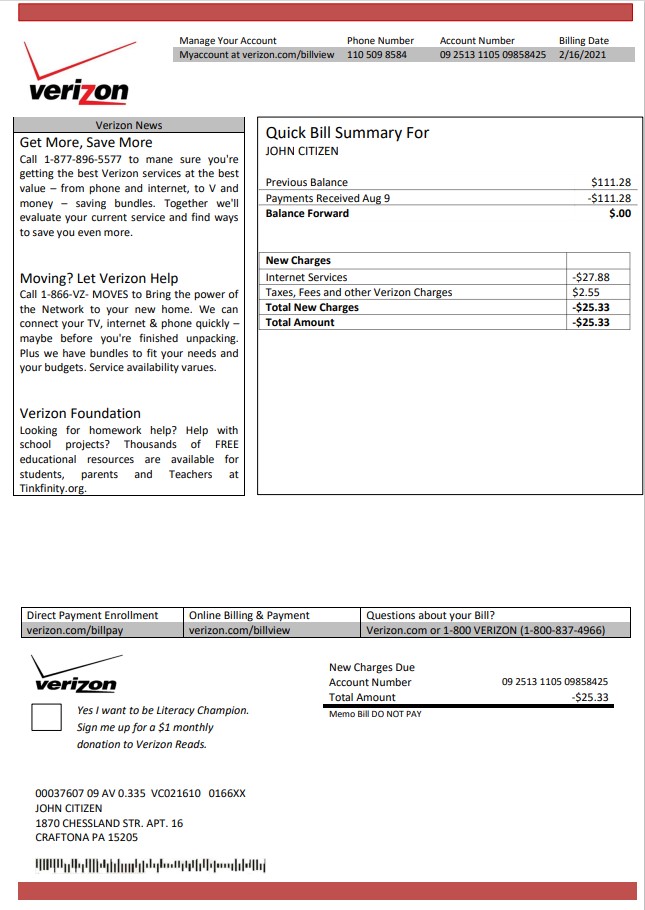 Manage Your Account Phone Number Account Number Billing Date
Myaccount at verizon.com/billview 110 509 8584 09 2513 1105 09858425 2/16/2021
verizon
Verizon News
Get More, Save More
Call 1-877-896-5577 to mane sure you're
getting the best Verizon services at the best
value – from phone and internet, to V and
money – saving bundles. Together we'll
evaluate your current service and find ways
to save you even more.
Moving? Let Verizon Help
Call 1-866-VZ- MOVES to Bring the power of
the Network to your new home. We can
connect your TV, internet & phone quickly –
maybe before you're finished unpacking.
Plus we have bundles to fit your needs and
your budgets. Service availability varues.
Verizon Foundation
Looking for homework help? Help with
school projects? Thousands of FREE
educational resources are available for
students, parents and Teachers at
Tinkfinity.org.
Quick Bill Summary For
JOHN CITIZEN
Previous Balance $111.28
Payments Received Aug 9 -$111.28
Balance Forward $.00
New Charges
Internet Services -$27.88
Taxes, Fees and other Verizon Charges $2.55
Total New Charges -$25.33
Total Amount -$25.33
Direct Payment Enrollment Online Billing & Payment Questions about your Bill?
verizon.com/billpay verizon.com/billview Verizon.com or 1-800 VERIZON (1-800-837-4966)
verizon
Yes I want to be Literacy Champion.
Sign me up for a $1 monthly
donation to Verizon Reads.
New Charges Due
Account Number 09 2513 1105 09858425
Total Amount -$25.33
Memo Bill DO NOT PAY
00037607 09 AV 0.335 VC021610 0166XX
JOHN CITIZEN
1870 CHESSLAND STR. APT. 16
CRAFTONA PA 15205